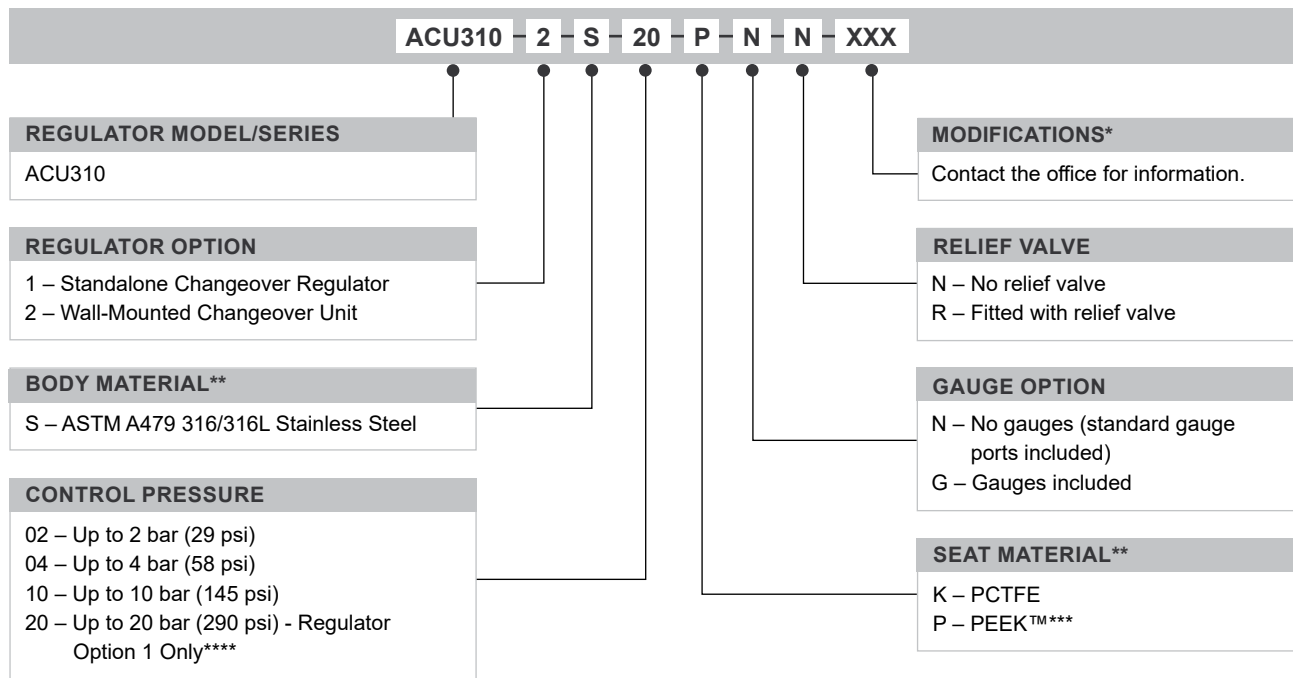 ACU310 2 S 20 P N N XXX
REGULATOR MODEL/SERIES
ACU310
REGULATOR OPTION
1 – Standalone Changeover Regulator
2 – Wall-Mounted Changeover Unit
BODY MATERIAL**
S – ASTM A479 316/316L Stainless Steel
CONTROL PRESSURE
02 – Up to 2 bar (29 psi)
04 – Up to 4 bar (58 psi)
10 – Up to 10 bar (145 psi)
20 – Up to 20 bar (290 psi) - Regulator
Option 1 Only****
MODIFICATIONS*
Contact the office for information.
RELIEF VALVE
N – No relief valve
R – Fitted with relief valve
GAUGE OPTION
N – No gauges (standard gauge
ports included)
G – Gauges included
SEAT MATERIAL**
K – PCTFE
P – PEEK™***